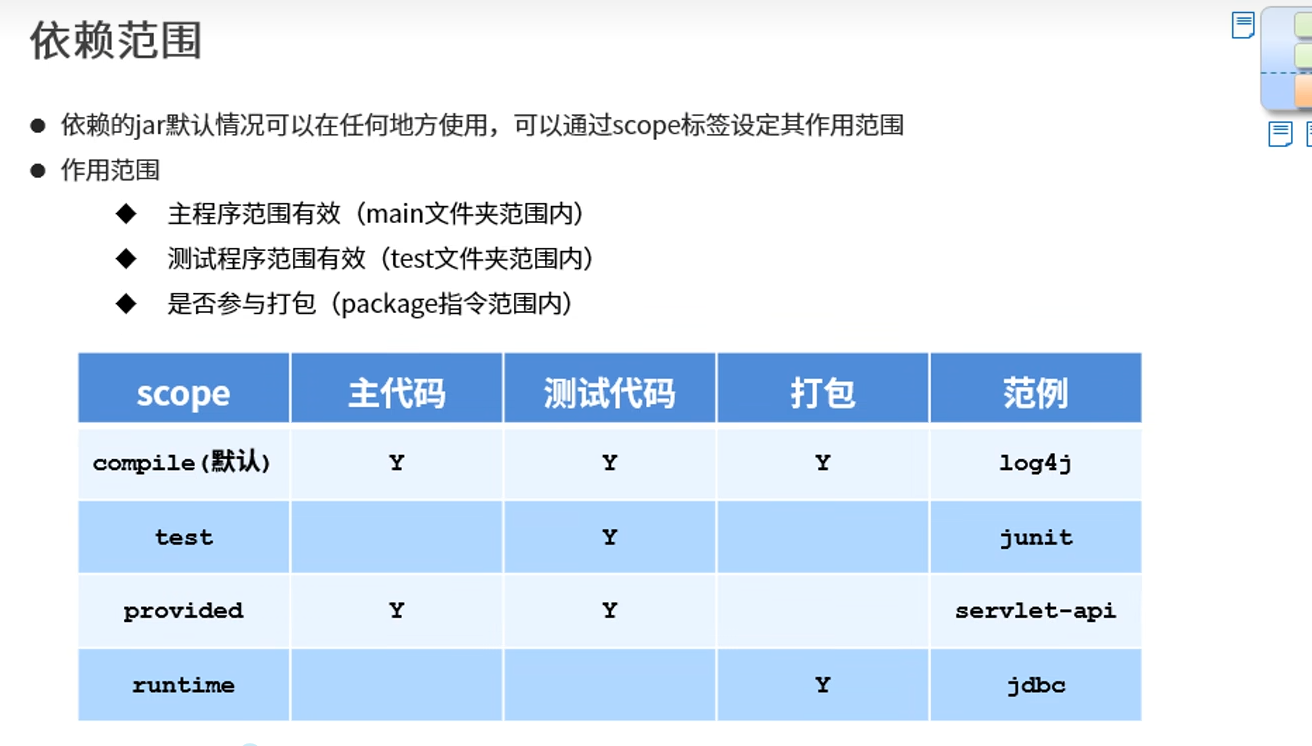 依赖范围
● 依赖的jar默认情况可以在任何地方使用，可以通过scope标签设定其作用范围
● 作用范围
◆ 主程序范围有效（main文件夹范围内）
◆ 测试程序范围有效（test文件夹范围内）
◆ 是否参与打包（package指令范围内）
scope 主代码 测试代码 打包 范例
compile(默认) Y Y Y log4j
test Y junit
provided Y Y servlet-api
runtime Y jdbc